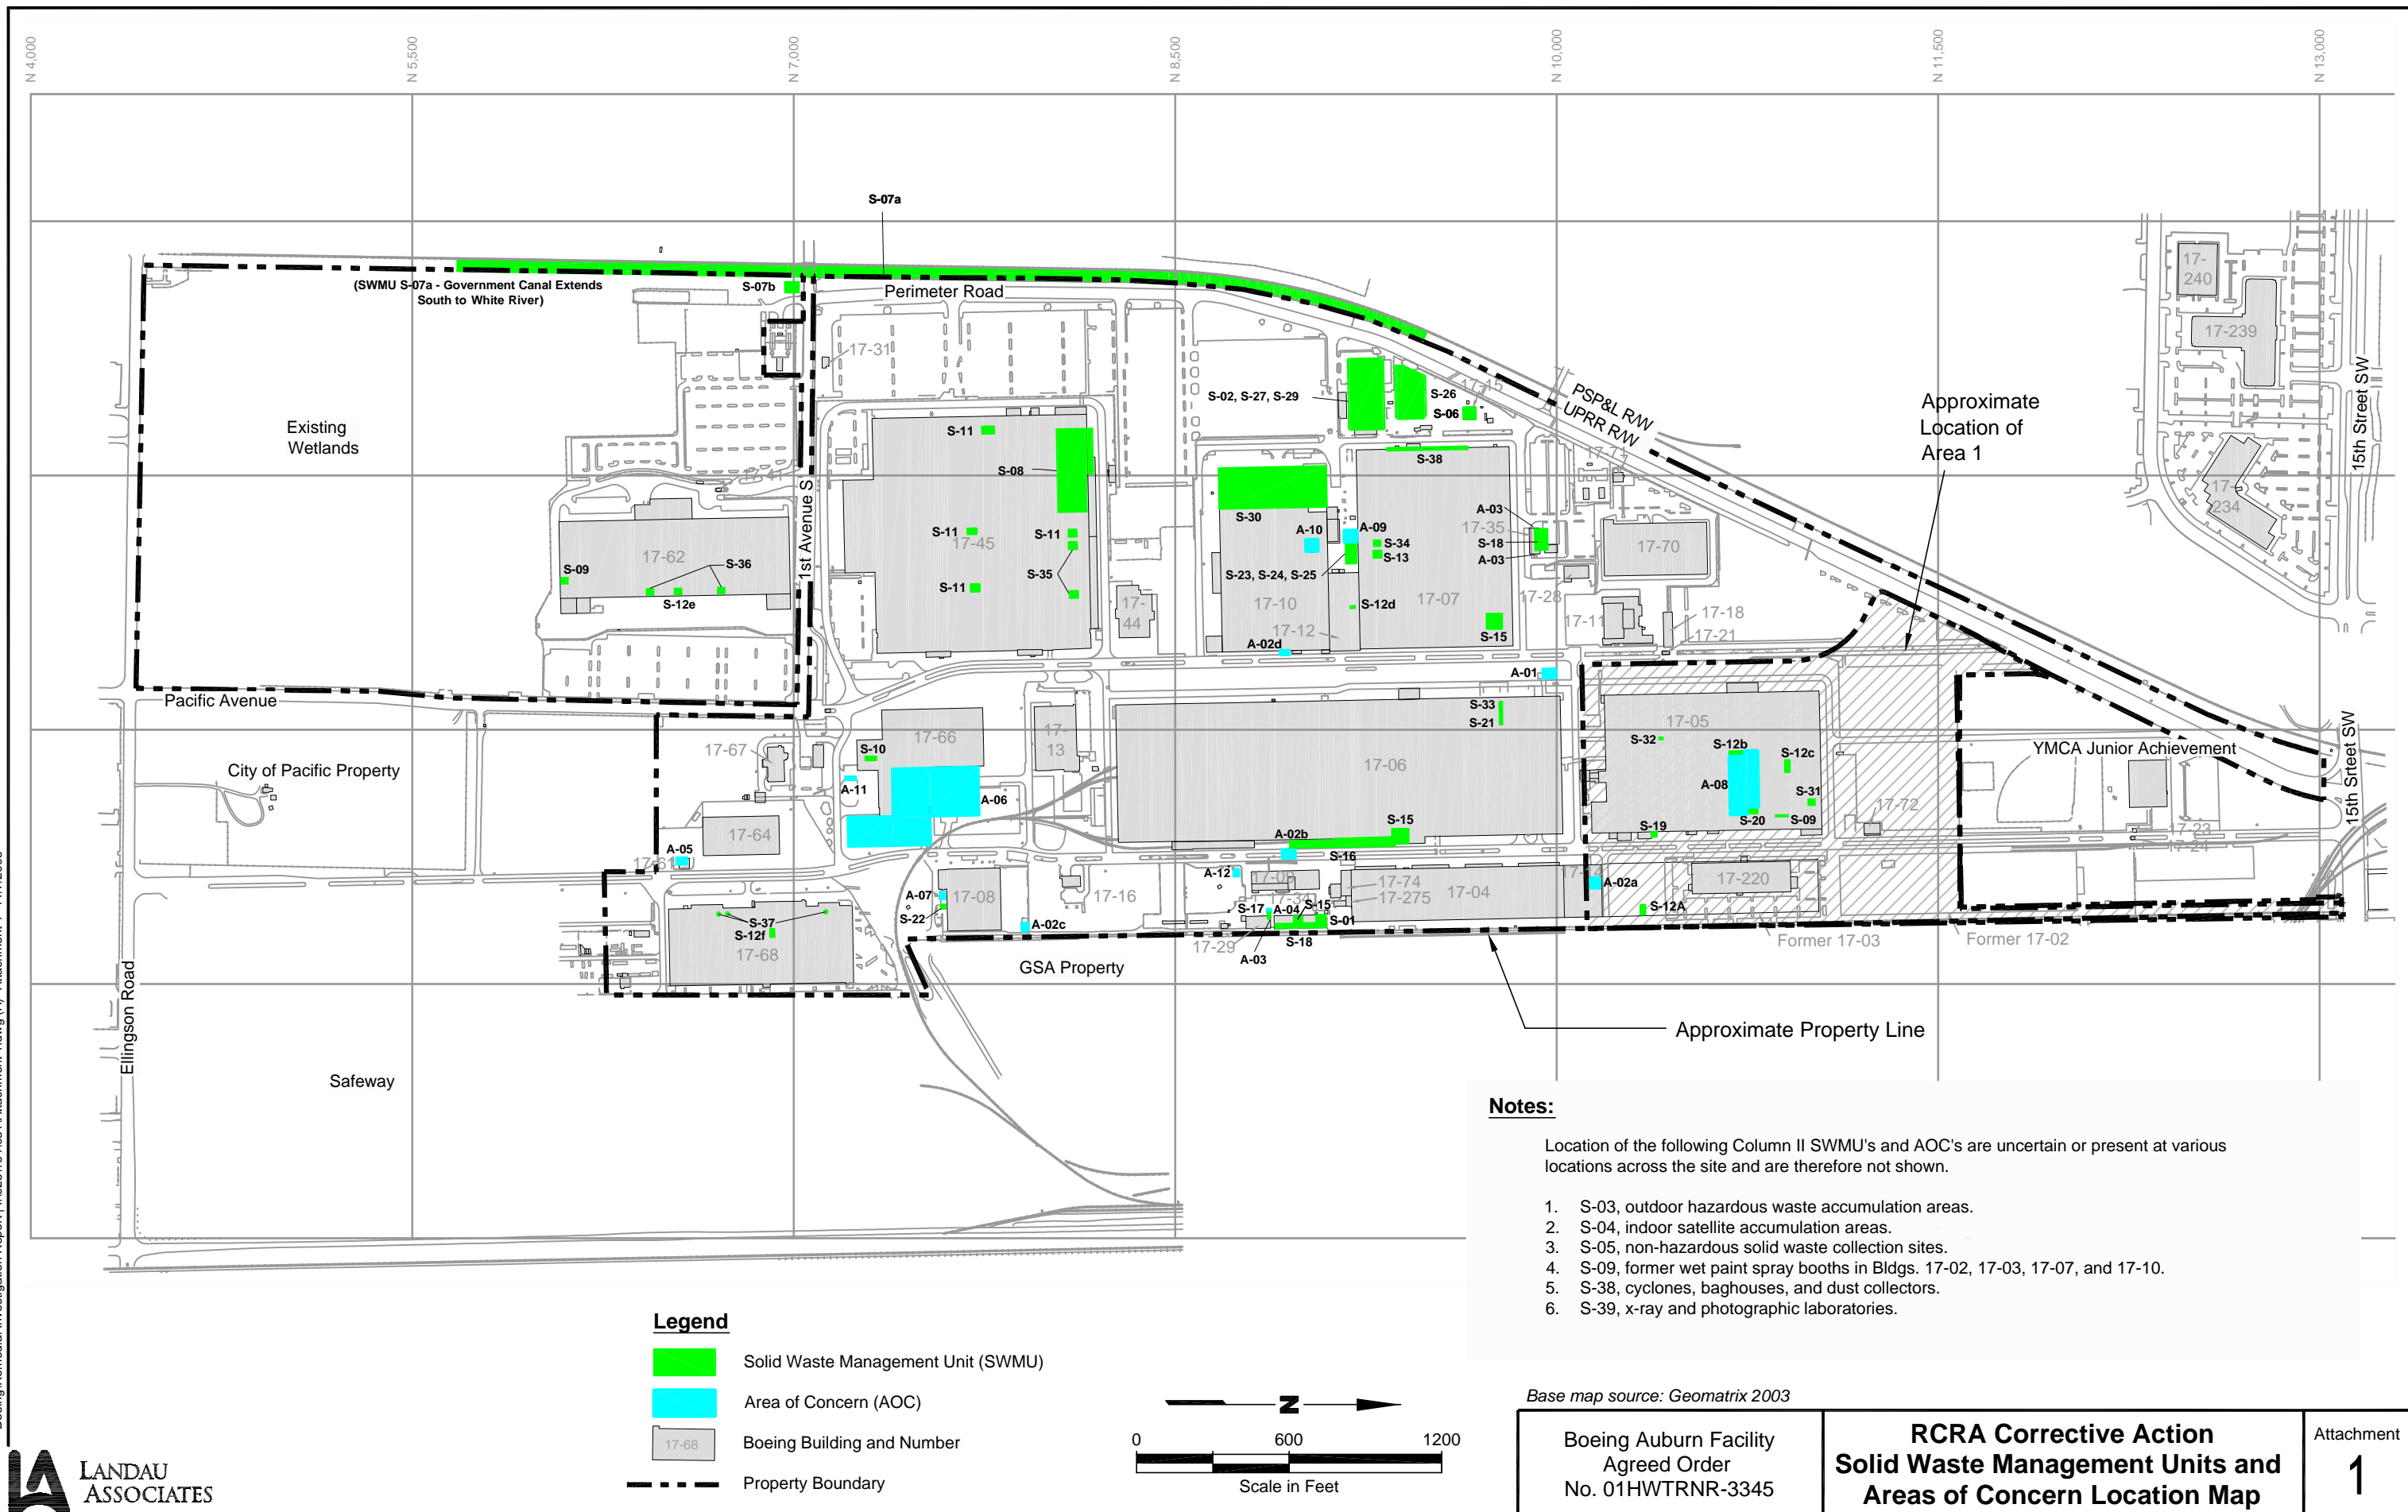 N 4,000
N 5,500
N 7,000
N 8,500
N 10,000
N 11,500
N 13,000
S-07a
(SWMU S-07a - Government Canal Extends
South to White River)
S-07b
Perimeter Road
17-31
17-
240
17-239
15th Street SW
17-
234
S-02, S-27, S-29
S-26
17-15
S-06
PSP&L R/W
UPRR R/W
Approximate
Location of
Area 1
Existing
Wetlands
1st Avenue S
S-11
S-08
S-38
S-30
A-10
A-09
S-34
S-13
S-23, S-24, S-25
A-03
17-35
S-18
A-03
17-70
17-62
S-09
S-36
S-12e
S-11
17-45
S-11
S-35
S-11
17-
44
17-10
S-12d
17-07
17-12
S-15
17-28
17-11
17-18
17-21
A-02d
A-01
Pacific Avenue
City of Pacific Property
17-67
S-10
17-66
17-
13
A-11
A-06
17-64
A-05
17-61
S-33
S-21
17-06
A-02b
S-15
S-16
17-05
S-32
S-12b
S-12c
A-08
S-31
S-20
S-09
S-19
17-72
YMCA Junior Achievement
15th Srteet SW
17-23
17-24
A-07
S-22
17-08
17-16
A-02c
A-12
17-09
17-74
17-275
17-04
S-17
A-04
S-15
S-01
S-18
17-29
A-03
A-02a
S-12A
17-220
Former 17-03
Former 17-02
S-37
S-12f
17-68
GSA Property
Approximate Property Line
Ellingson Road
Safeway
Notes:
Location of the following Column II SWMU's and AOC's are uncertain or present at various
locations across the site and are therefore not shown.
1. S-03, outdoor hazardous waste accumulation areas.
2. S-04, indoor satellite accumulation areas.
3. S-05, non-hazardous solid waste collection sites.
4. S-09, former wet paint spray booths in Bldgs. 17-02, 17-03, 17-07, and 17-10.
5. S-38, cyclones, baghouses, and dust collectors.
6. S-39, x-ray and photographic laboratories.
Legend
Solid Waste Management Unit (SWMU)
Area of Concern (AOC)
17-68
Boeing Building and Number
Property Boundary
N
0 600 1200
Scale in Feet
Base map source: Geomatrix 2003
LANDAU
ASSOCIATES
Boeing Auburn Facility
Agreed Order
No. 01HWTRNR-3345
RCRA Corrective Action
Solid Waste Management Units and
Areas of Concern Location Map
Attachment
1